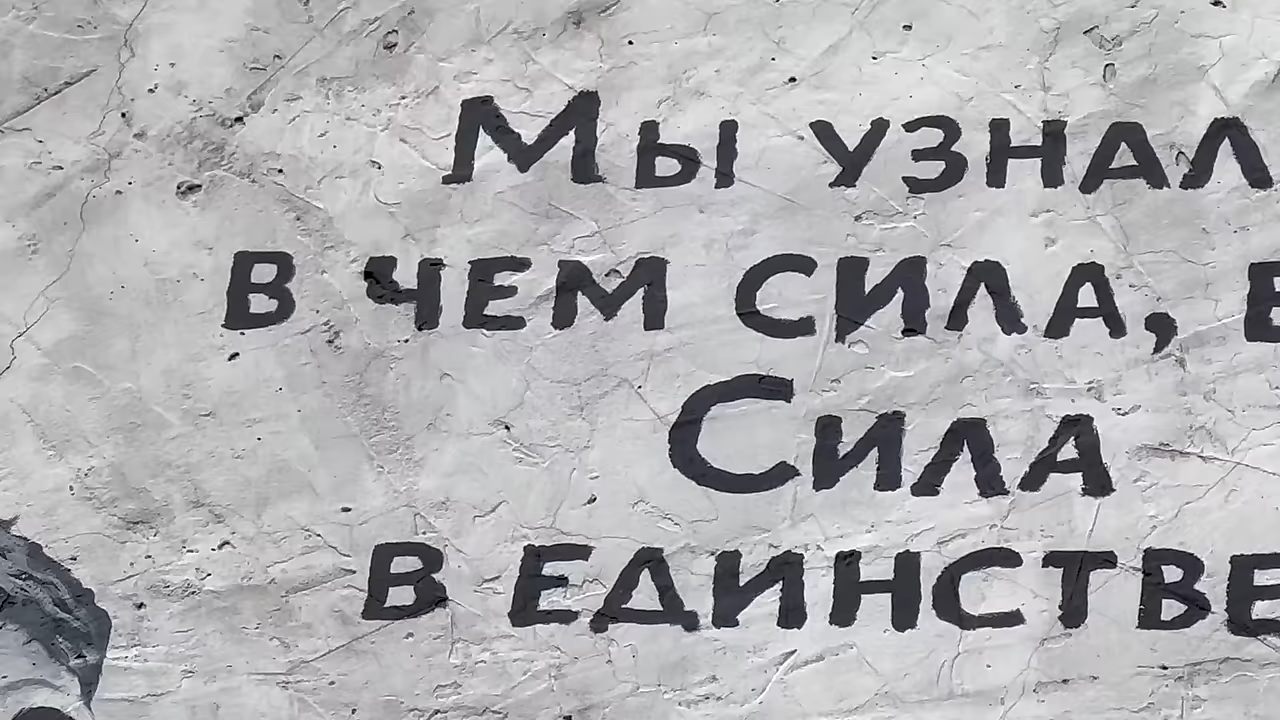 Мы узнал
в чем сила, 
Сила
в единстве